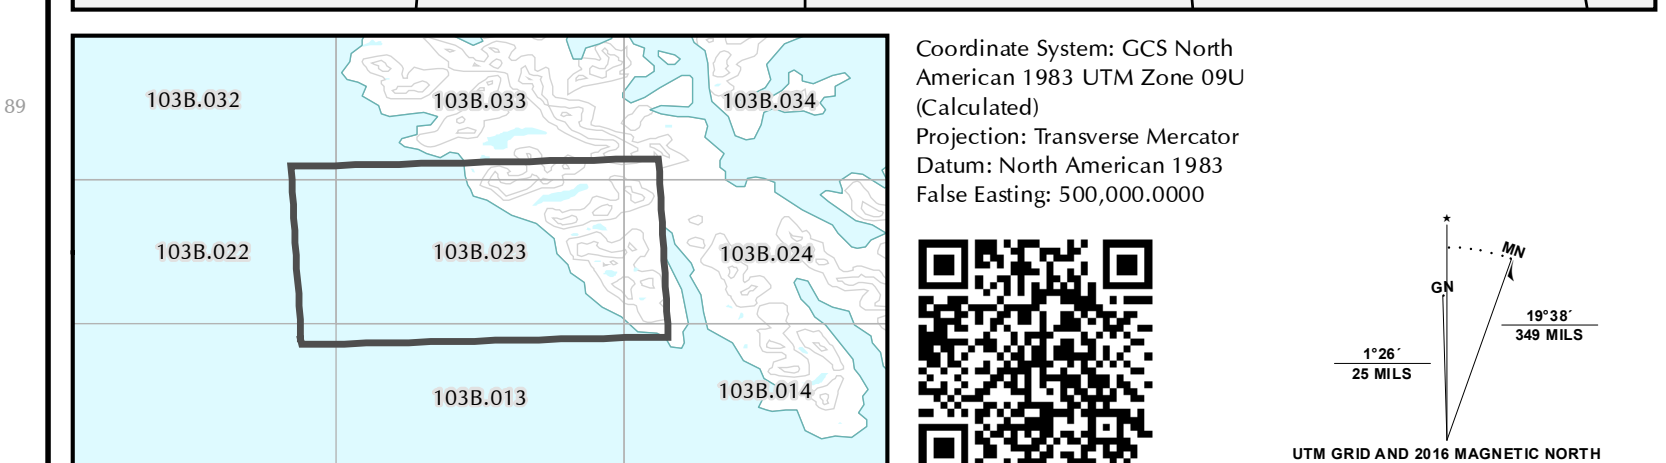 89
103B.032
103B.033
103B.034
103B.022
103B.023
103B.024
103B.013
103B.014
Coordinate System: GCS North
American 1983 UTM Zone 09U
(Calculated)
Projection: Transverse Mercator
Datum: North American 1983
False Easting: 500,000.0000
MN
GN
19°38´
349 MILS
1°26´
25 MILS
UTM GRID AND 2016 MAGNETIC NORTH